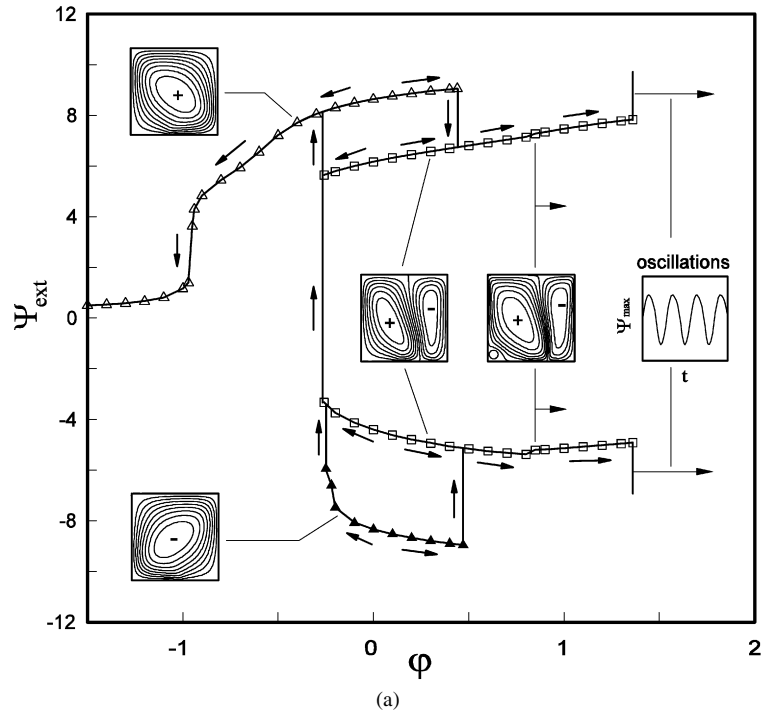 12
8
4
0
-4
-8
-12
Ψext
-1
0
1
2
φ
+
-
+
-
+
-
oscillations
Ψmax
t
(a)